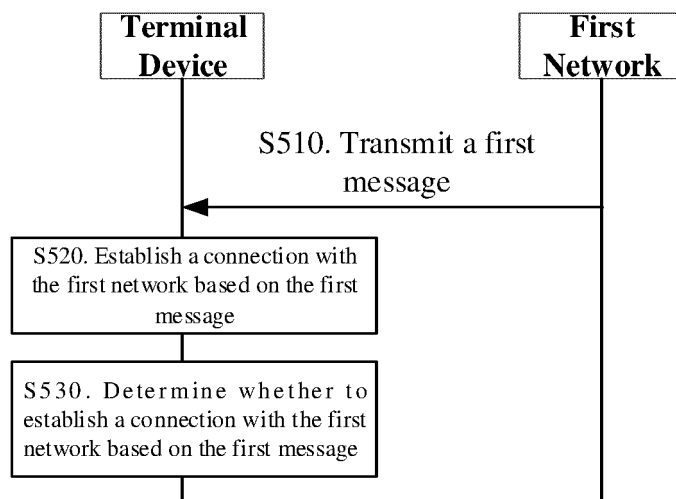 Terminal
Device
First
Network
S510. Transmit a first
message
S520. Establish a connection with
the first network based on the first
message
S530. Determine whether to
establish a connection with the first
network based on the first message